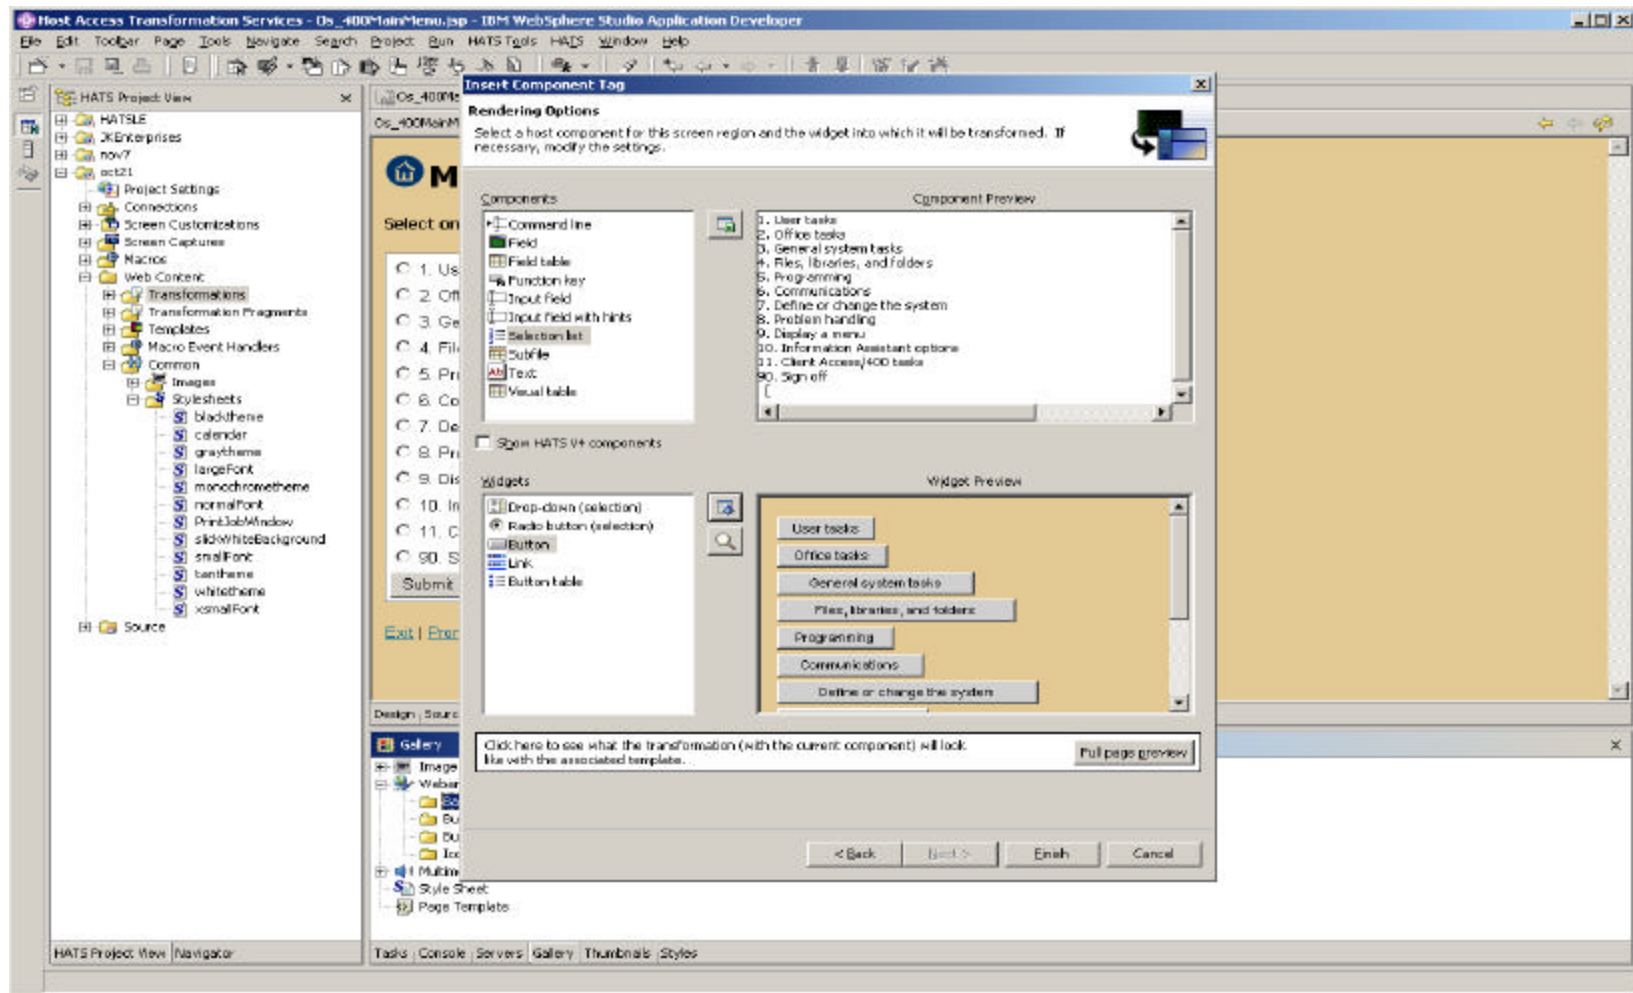 Host Access Transformation Services - Os_400MainMenu.jsp - IBM WebSphere Studio Application Developer
File Edit Toolbar Page Tools Navigate Search Project Run HATS Tools HATS Window Help
HATS Project View
HATSLE
JKEnterprises
nov7
oct21
Project Settings
Connections
Screen Customizations
Screen Captures
Macros
Web Content
Transformations
Transformation Fragments
Templates
Macro Event Handlers
Common
Images
Stylesheets
blacktheme
calendar
graytheme
largeFont
monochrometheme
normalFont
PrintJobWindow
slickWhiteBackground
smallFont
tantheme
whitetheme
xsmallFont
Source
HATS Project View Navigator
Os_400Ma
Os_400MainM
M
Select on
1. Us
2. Off
3. Ge
4. File
5. Pro
6. Co
7. De
8. Pro
9. Dis
10. In
11. C
90. S
Submit
Exit | Pror
Design Sourc
Insert Component Tag
Rendering Options
Select a host component for this screen region and the widget into which it will be transformed. If
necessary, modify the settings.
Components
Command line
Field
Field table
Function key
Input field
Input field with hints
Selection list
Subfile
Text
Visual table
Component Preview
1. User tasks
2. Office tasks
3. General system tasks
4. Files, libraries, and folders
5. Programming
6. Communications
7. Define or change the system
8. Problem handling
9. Display a menu
10. Information Assistant options
11. Client Access/400 tasks
90. Sign off
Show HATS V4 components
Widgets
Drop-down (selection)
Radio button (selection)
Button
Link
Button table
Widget Preview
User tasks
Office tasks
General system tasks
Files, libraries, and folders
Programming
Communications
Define or change the system
Click here to see what the transformation (with the current component) will look
like with the associated template.
Full page preview
< Back Next > Finish Cancel
Gallery
Image
Webar
Bu
Bu
Ico
Multime
Style Sheet
Page Template
Tasks Console Servers Gallery Thumbnails Styles